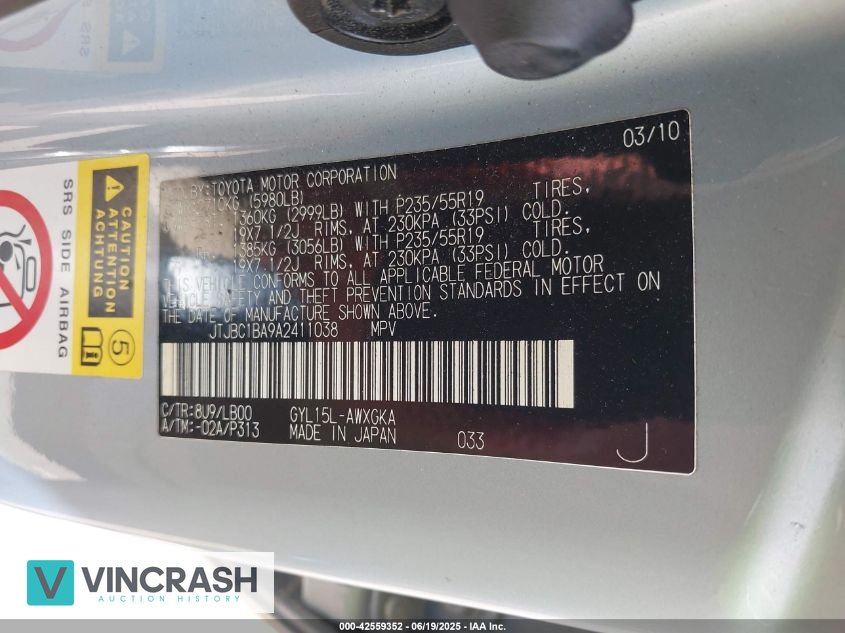 03/10
BY:TOYOTA MOTOR CORPORATION
(5980LB)
1360KG (2999LB) WITH P235/55R19 TIRES,
19X7 1/2J RIMS, AT 230KPA (33PSI) COLD.
1385KG (3056LB) WITH P235/55R19 TIRES,
19X7 1/2J RIMS, AT 230KPA (33PSI) COLD.
THIS VEHICLE CONFORMS TO ALL APPLICABLE FEDERAL MOTOR
VEHICLE SAFETY AND THEFT PREVENTION STANDARDS IN EFFECT ON
THE DATE OF MANUFACTURE SHOWN ABOVE.
JTJBC1BA9A2411038 MPV
C/TR: 8U9/LB00 GYL15L-AWXGKA
A/TM: -02A/P313 MADE IN JAPAN 033 J
SRS SIDE AIRBAG
CAUTION
ATTENTION
ACHTUNG
5
VINCRASH
AUCTION HISTORY
000-42559352 - 06/19/2025 - IAA Inc.